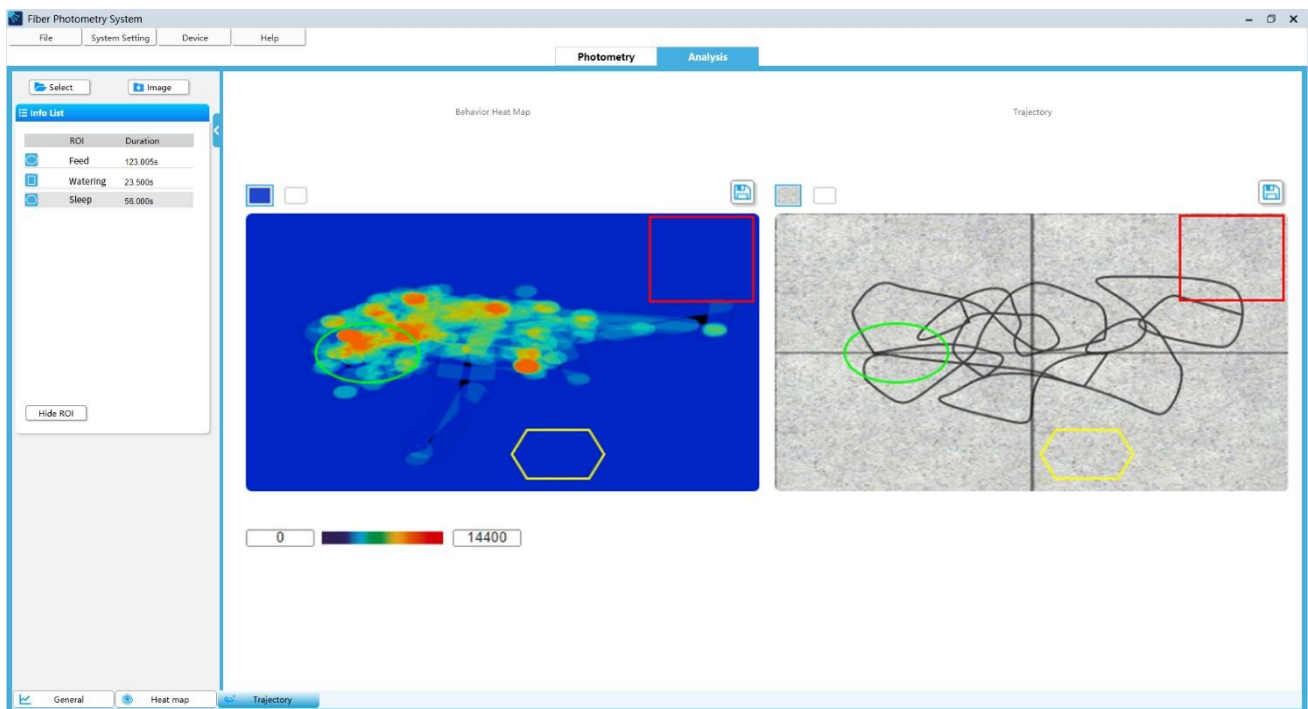 Fiber Photometry System
File System Setting Device Help
Photometry Analysis
Select Image
Info List
ROI Duration
Feed 123.005s
Watering 23.500s
Sleep 56.000s
Hide ROI
Behavior Heat Map Trajectory
0 14400
General Heat map Trajectory